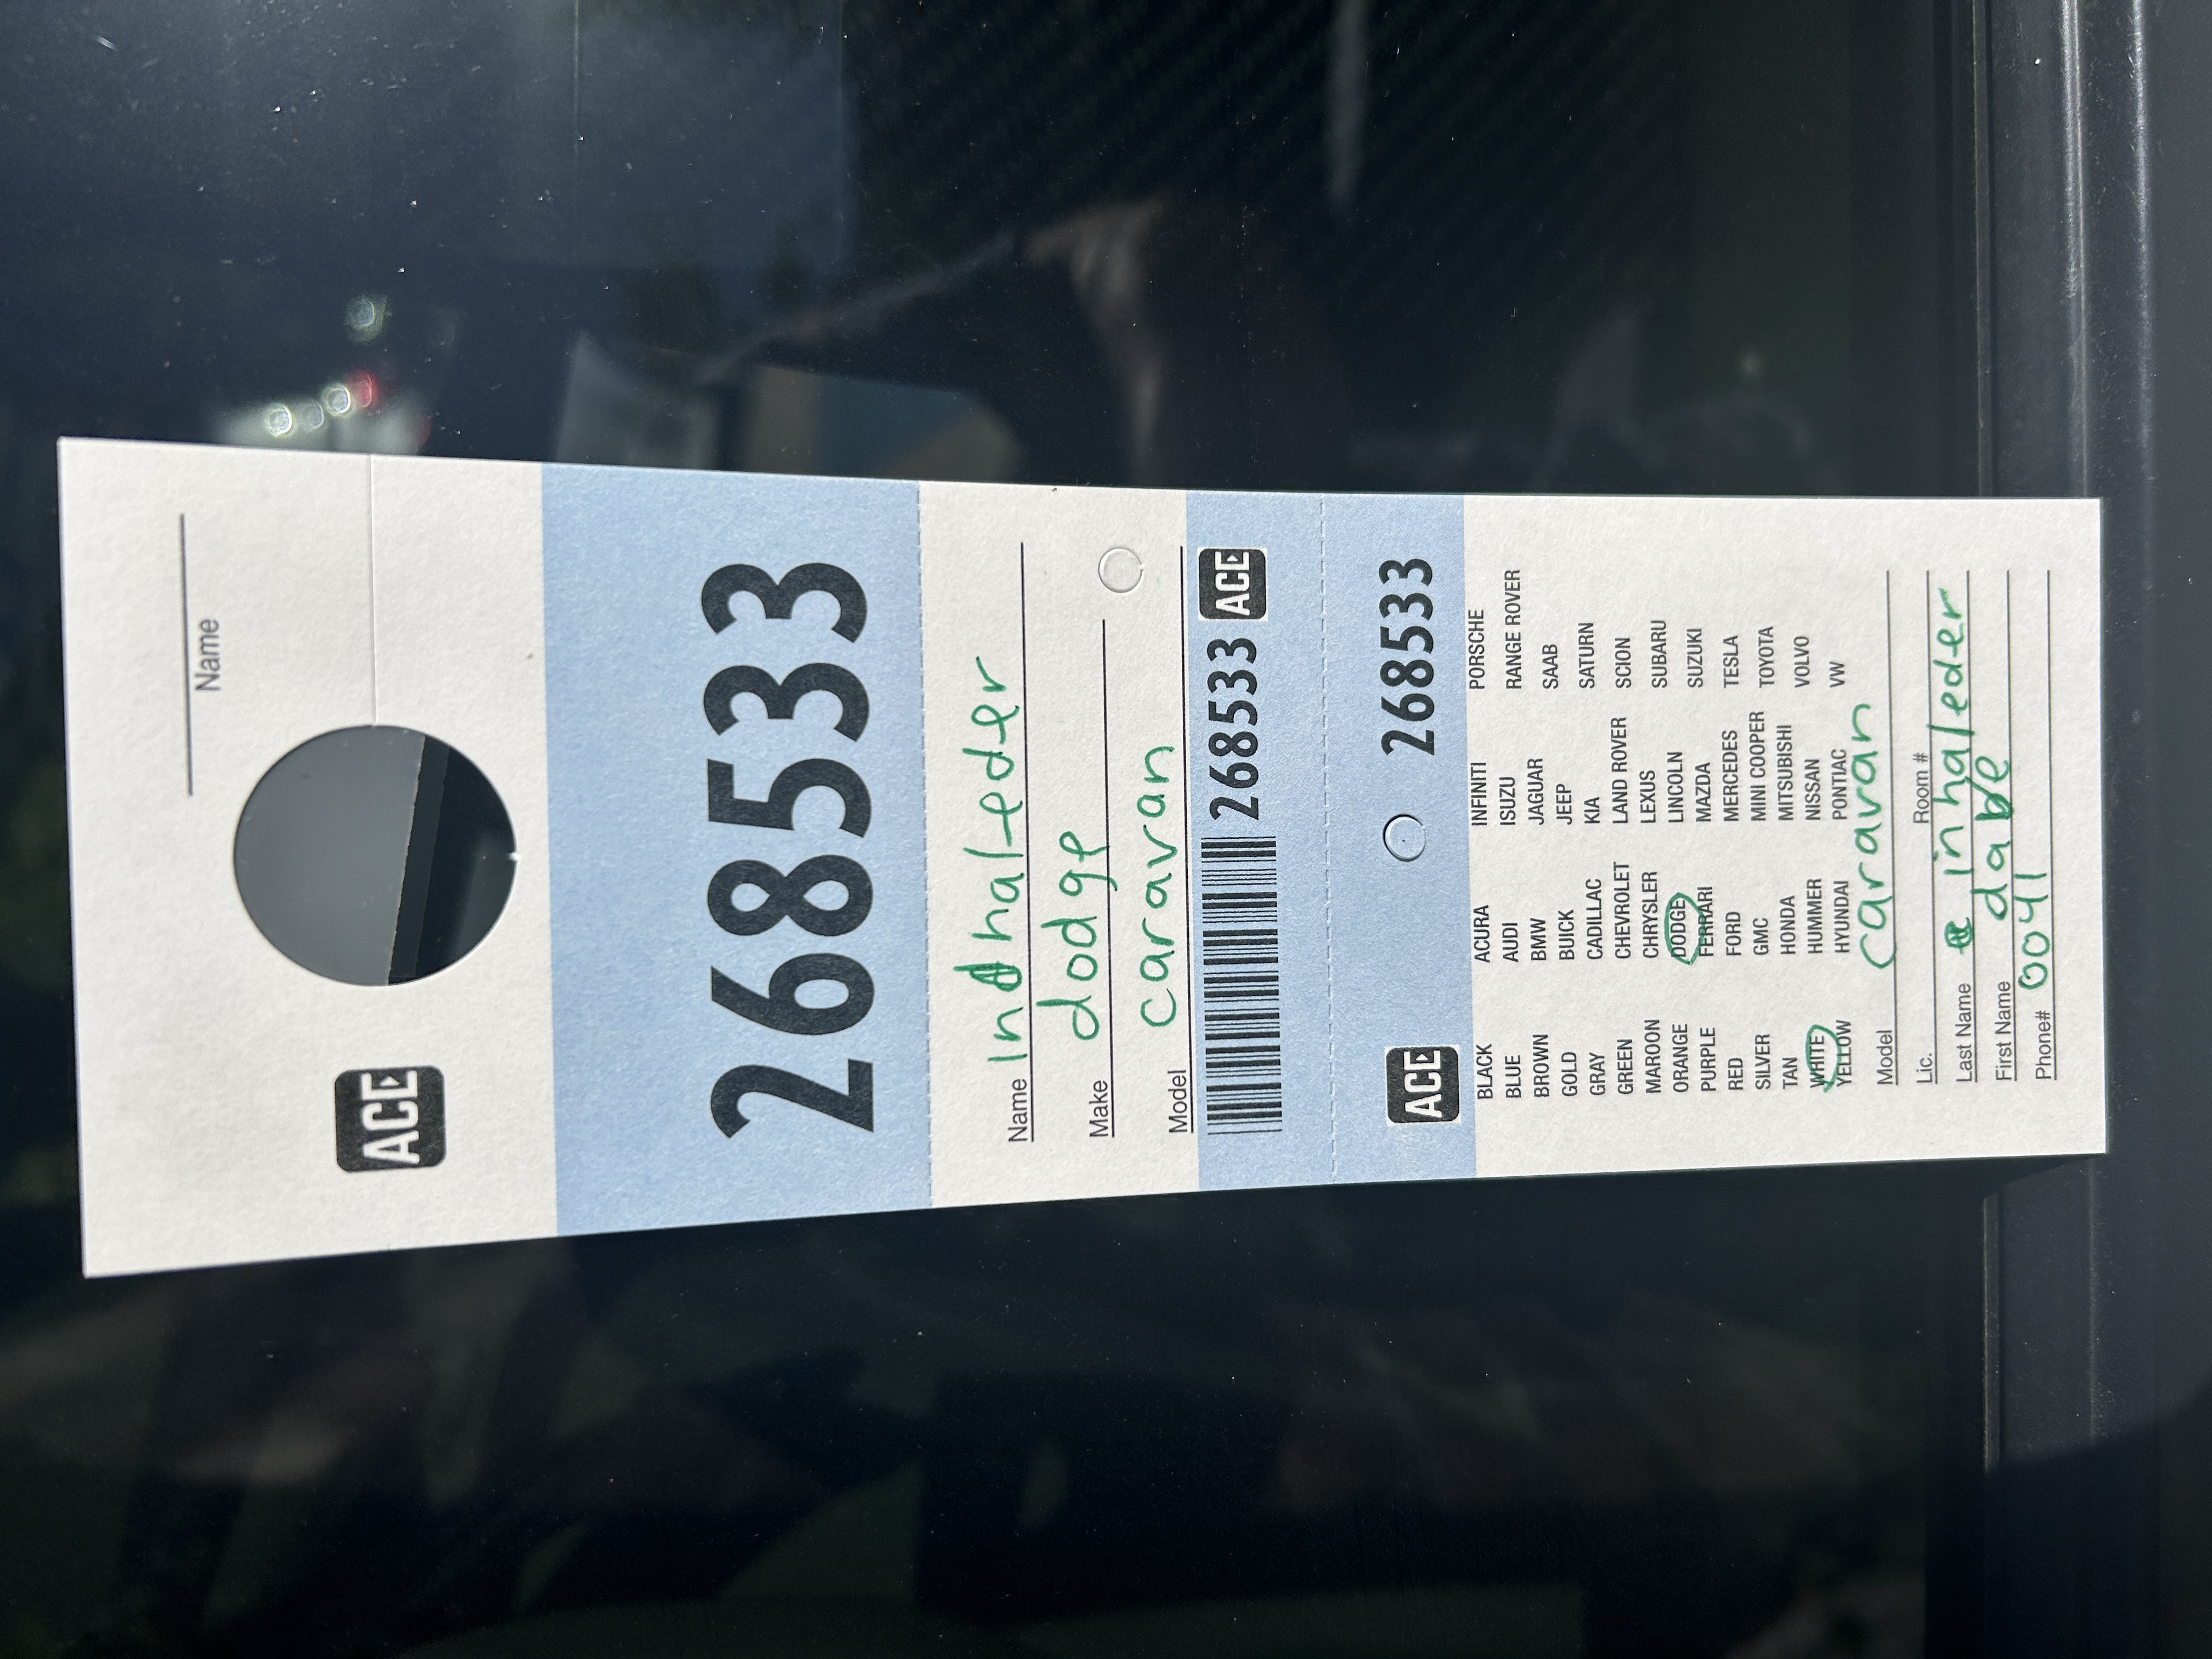 Name
ACE
268533
Name inhaleder
Make dodge
Model caravan
268533 ACE
ACE 268533
BLACK ACURA INFINITI PORSCHE
BLUE AUDI ISUZU RANGE ROVER
BROWN BMW JAGUAR SAAB
GOLD BUICK JEEP SATURN
GRAY CADILLAC KIA SCION
GREEN CHEVROLET LAND ROVER SUBARU
MAROON CHRYSLER LEXUS SUZUKI
ORANGE DODGE LINCOLN TESLA
PURPLE FERRARI MAZDA TOYOTA
RED FORD MERCEDES VOLVO
SILVER GMC MINI COOPER VW
TAN HONDA MITSUBISHI
WHITE HUMMER NISSAN
YELLOW HYUNDAI PONTIAC
Model caravan
Lic. Room #
Last Name inhaleder
First Name dabe
Phone# 0041